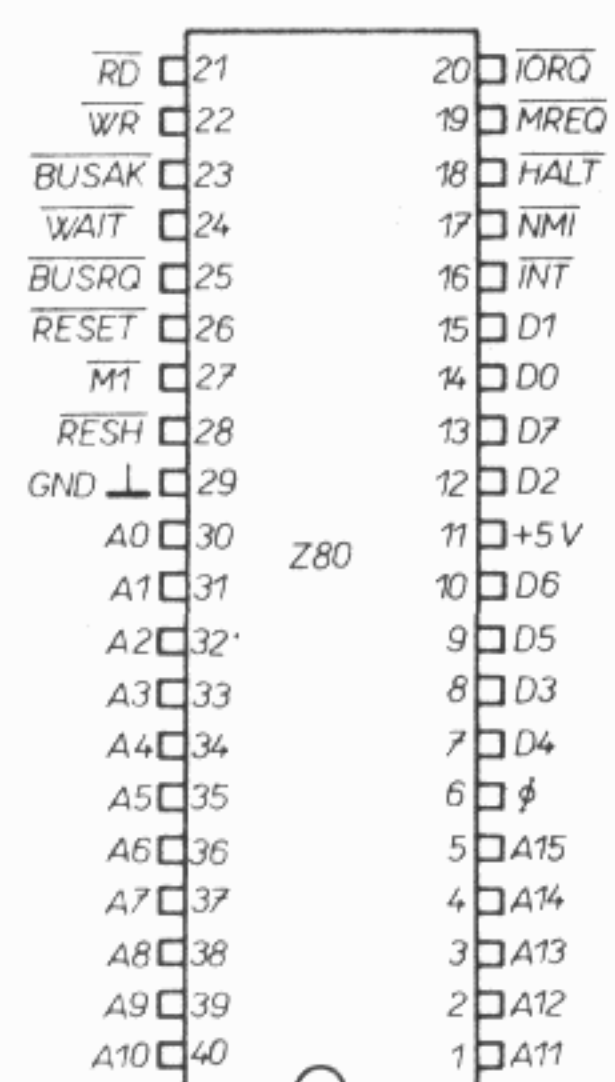 RD 21 20 IORQ
WR 22 19 MREQ
BUSAK 23 18 HALT
WAIT 24 17 NMI
BUSRQ 25 16 INT
RESET 26 15 D1
M1 27 14 D0
RESH 28 13 D7
GND ⊥ 29 12 D2
A0 30 11 +5V
Z80
A1 31 10 D6
A2 32 9 D5
A3 33 8 D3
A4 34 7 D4
A5 35 6 ϕ
A6 36 5 A15
A7 37 4 A14
A8 38 3 A13
A9 39 2 A12
A10 40 1 A11